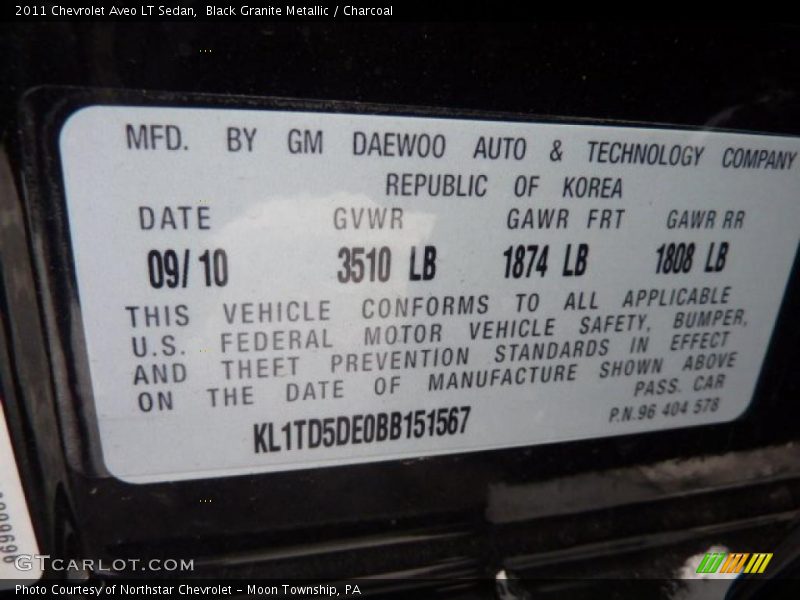 2011 Chevrolet Aveo LT Sedan, Black Granite Metallic / Charcoal
MFD. BY GM DAEWOO AUTO & TECHNOLOGY COMPANY
REPUBLIC OF KOREA
DATE GVWR GAWR FRT GAWR RR
09/10 3510 LB 1874 LB 1808 LB
THIS VEHICLE CONFORMS TO ALL APPLICABLE
U.S. FEDERAL MOTOR VEHICLE SAFETY, BUMPER,
AND THEFT PREVENTION STANDARDS IN EFFECT
ON THE DATE OF MANUFACTURE SHOWN ABOVE
PASS. CAR
KL1TD5DE0BB151567 P.N.96 404 578
GTCARLOT.COM
Photo Courtesy of Northstar Chevrolet - Moon Township, PA